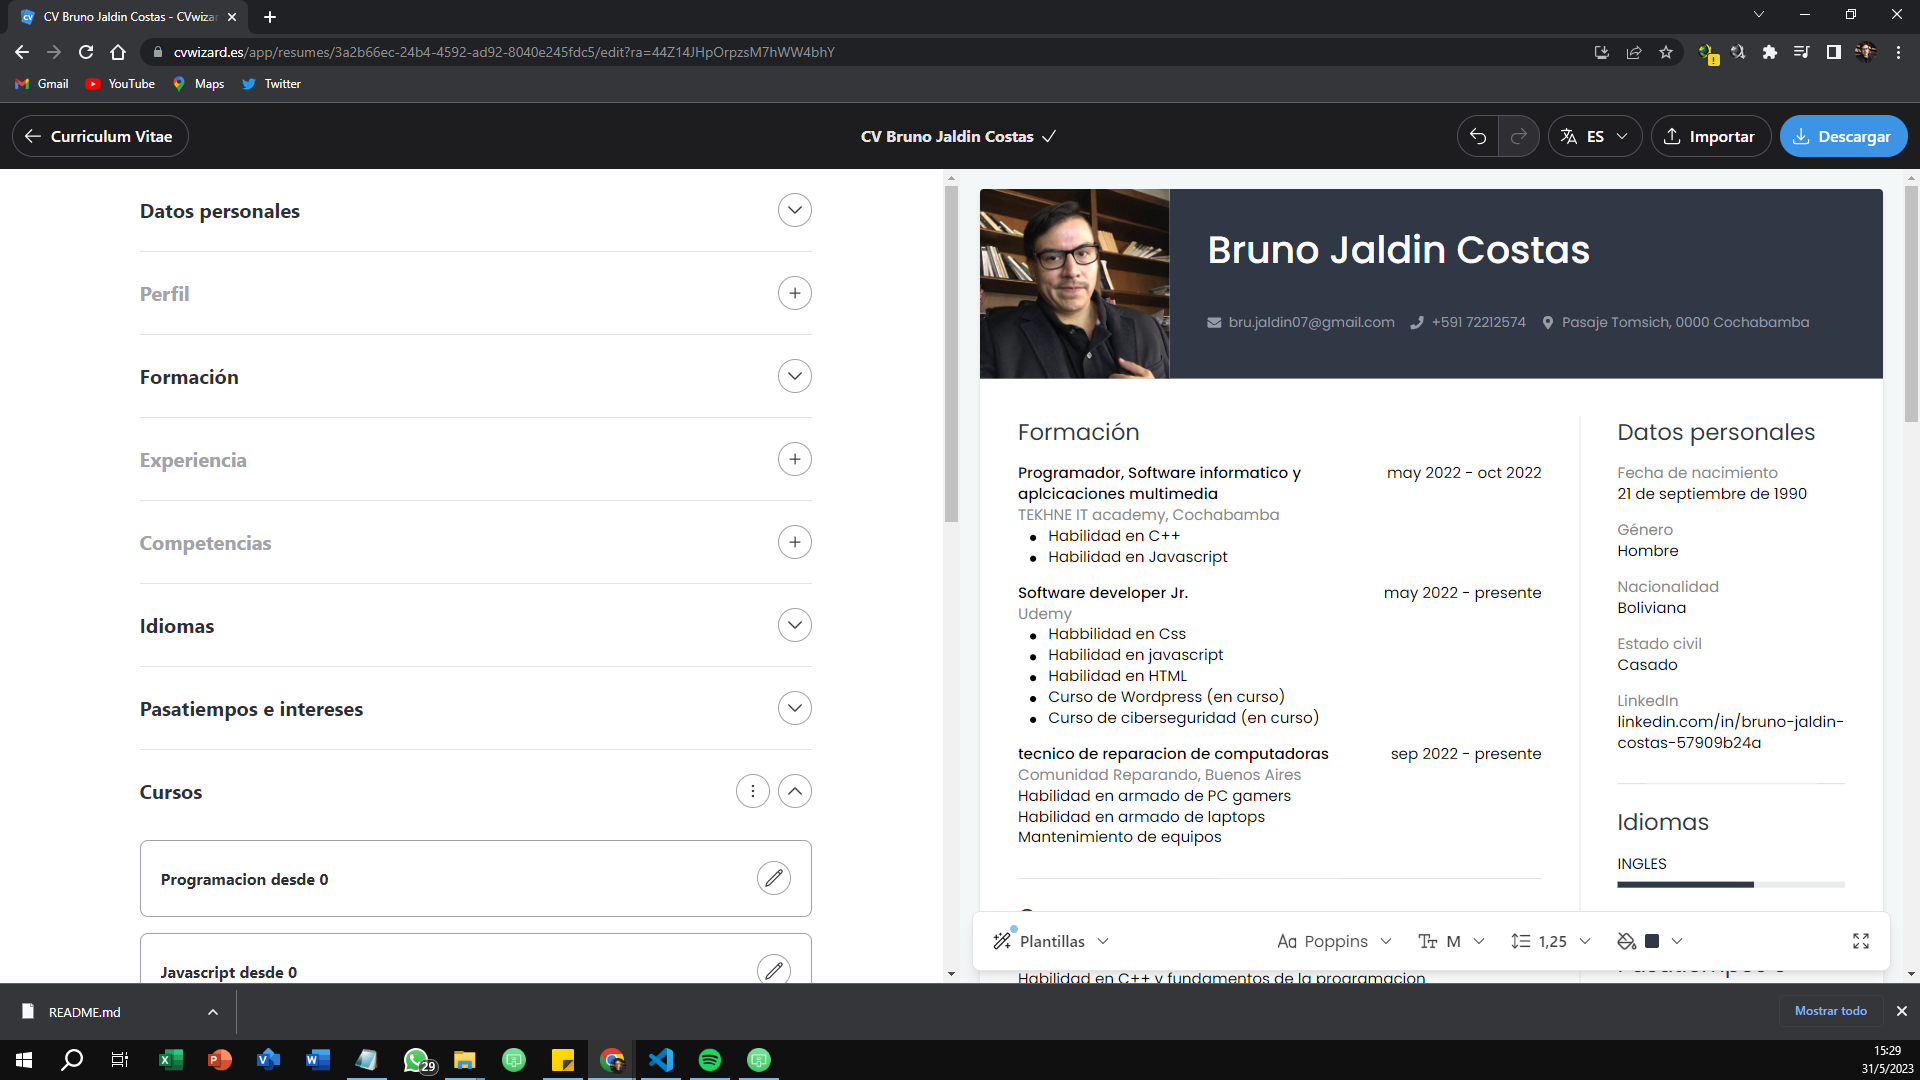 CV Bruno Jaldin Costas - CVwizar
cvwizard.es/app/resumes/3a2b66ec-24b4-4592-ad92-8040e245fdc5/edit?ra=44Z14JHpOrpzsM7hWW4bhY
Gmail YouTube Maps Twitter
Curriculum Vitae
CV Bruno Jaldin Costas
ES
Importar
Descargar
Datos personales
Perfil
Formación
Experiencia
Competencias
Idiomas
Pasatiempos e intereses
Cursos
Programacion desde 0
Javascript desde 0
Bruno Jaldin Costas
bru.jaldin07@gmail.com +591 72212574 Pasaje Tomsich, 0000 Cochabamba
Formación
Programador, Software informatico y may 2022 - oct 2022
aplcicaciones multimedia
TEKHNE IT academy, Cochabamba
Habilidad en C++
Habilidad en Javascript
Software developer Jr. may 2022 - presente
Udemy
Habbilidad en Css
Habilidad en javascript
Habilidad en HTML
Curso de Wordpress (en curso)
Curso de ciberseguridad (en curso)
tecnico de reparacion de computadoras sep 2022 - presente
Comunidad Reparando, Buenos Aires
Habilidad en armado de PC gamers
Habilidad en armado de laptops
Mantenimiento de equipos
Habilidad en C++ y fundamentos de la programacion
Datos personales
Fecha de nacimiento
21 de septiembre de 1990
Género
Hombre
Nacionalidad
Boliviana
Estado civil
Casado
LinkedIn
linkedin.com/in/bruno-jaldin-
costas-57909b24a
Idiomas
INGLES
Plantillas
Aa Poppins
TT M
1,25
README.md
Mostrar todo
29
15:29
31/5/2023